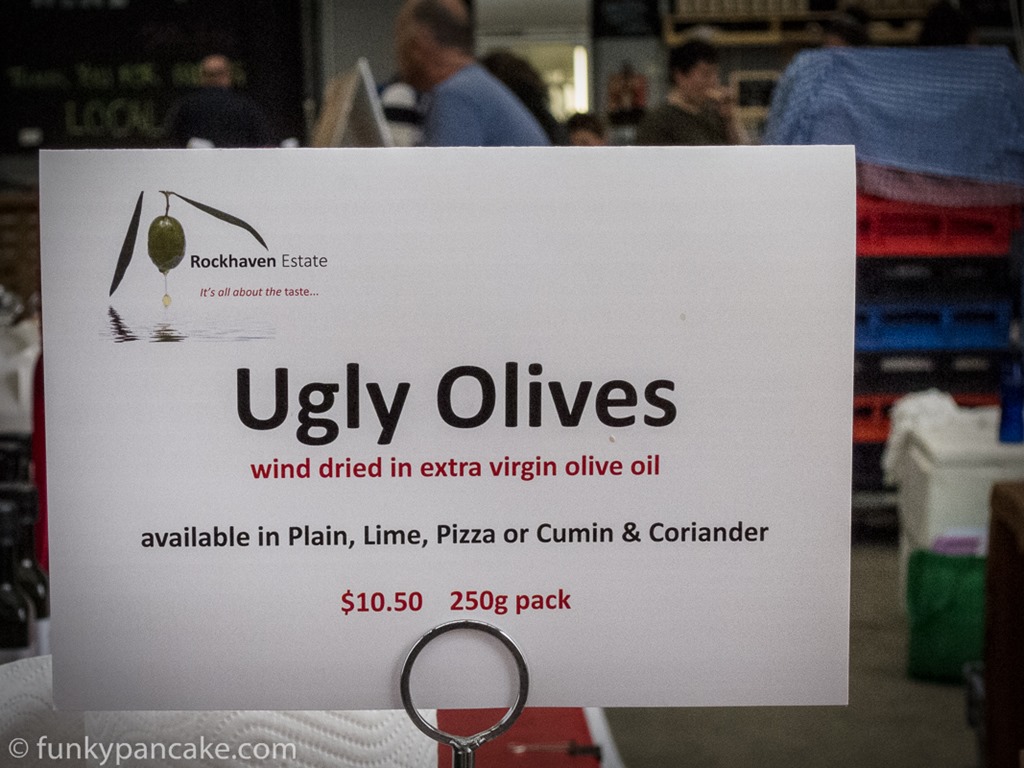 LOCAL
Rockhaven Estate
It's all about the taste...
Ugly Olives
wind dried in extra virgin olive oil
available in Plain, Lime, Pizza or Cumin & Coriander
$10.50 250g pack
© funkypancake.com